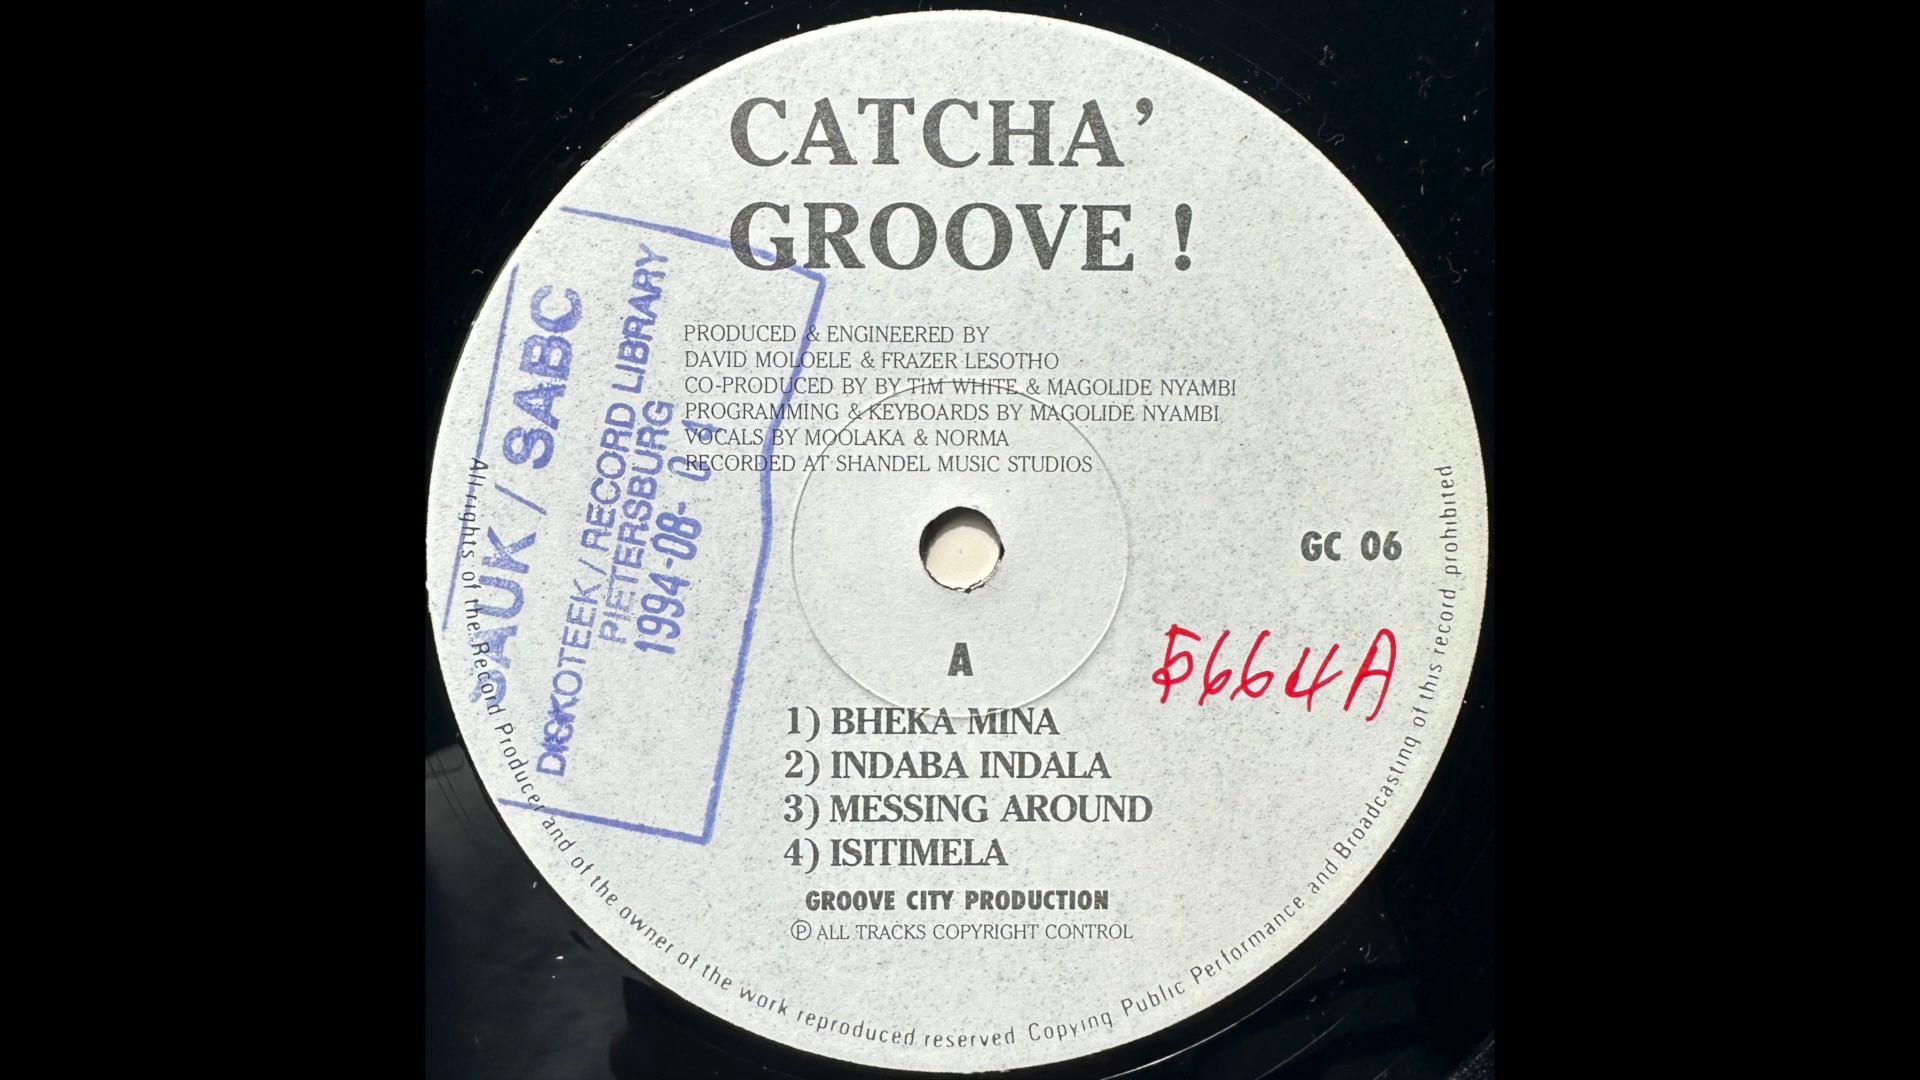 CATCHA’
GROOVE !
PRODUCED & ENGINEERED BY
DAVID MOLOELE & FRAZER LESOTHO
CO-PRODUCED BY BY TIM WHITE & MAGOLIDE NYAMBI
PROGRAMMING & KEYBOARDS BY MAGOLIDE NYAMBI
VOCALS BY MOOLAKA & NORMA
RECORDED AT SHANDEL MUSIC STUDIOS
SAUK / SABC
DISKOTEEK / RECORD LIBRARY
PIETERSBURG
1994-08-01
GC 06
A
56664A
1) BHEKA MINA
2) INDABA INDALA
3) MESSING AROUND
4) ISITIMELA
GROOVE CITY PRODUCTION
℗ ALL TRACKS COPYRIGHT CONTROL
All rights of the Record Producer and of the owner of the work reproduced reserved Copying Public Performance and Broadcasting of this record prohibited